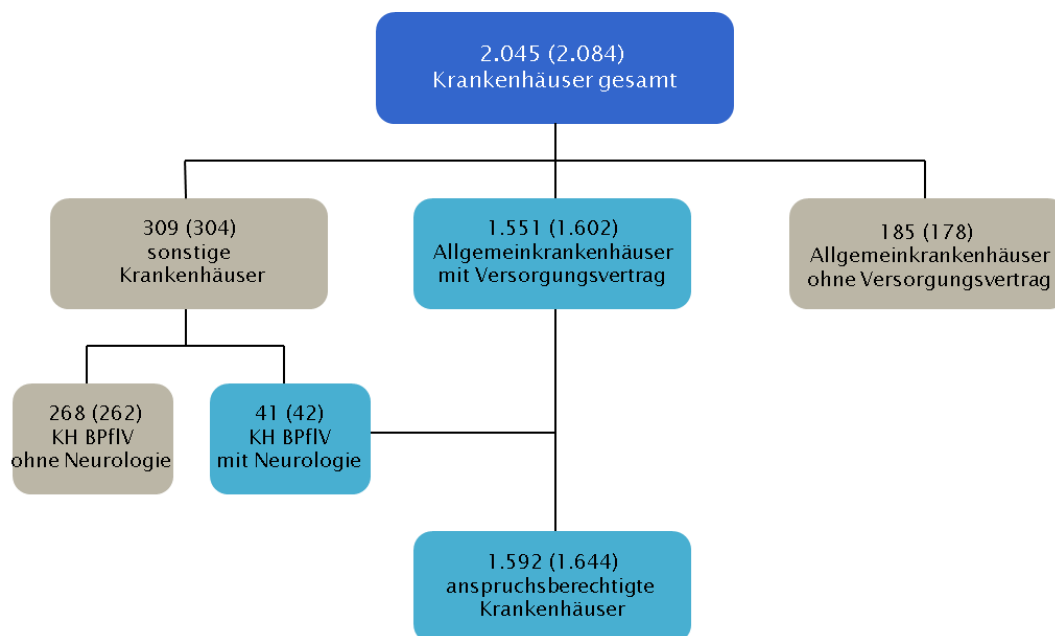 2.045 (2.084)
Krankenhäuser gesamt
309 (304)
sonstige
Krankenhäuser
1.551 (1.602)
Allgemeinkrankenhäuser
mit Versorgungsvertrag
185 (178)
Allgemeinkrankenhäuser
ohne Versorgungsvertrag
268 (262)
KH BPflV
ohne Neurologie
41 (42)
KH BPflV
mit Neurologie
1.592 (1.644)
anspruchsberechtigte
Krankenhäuser